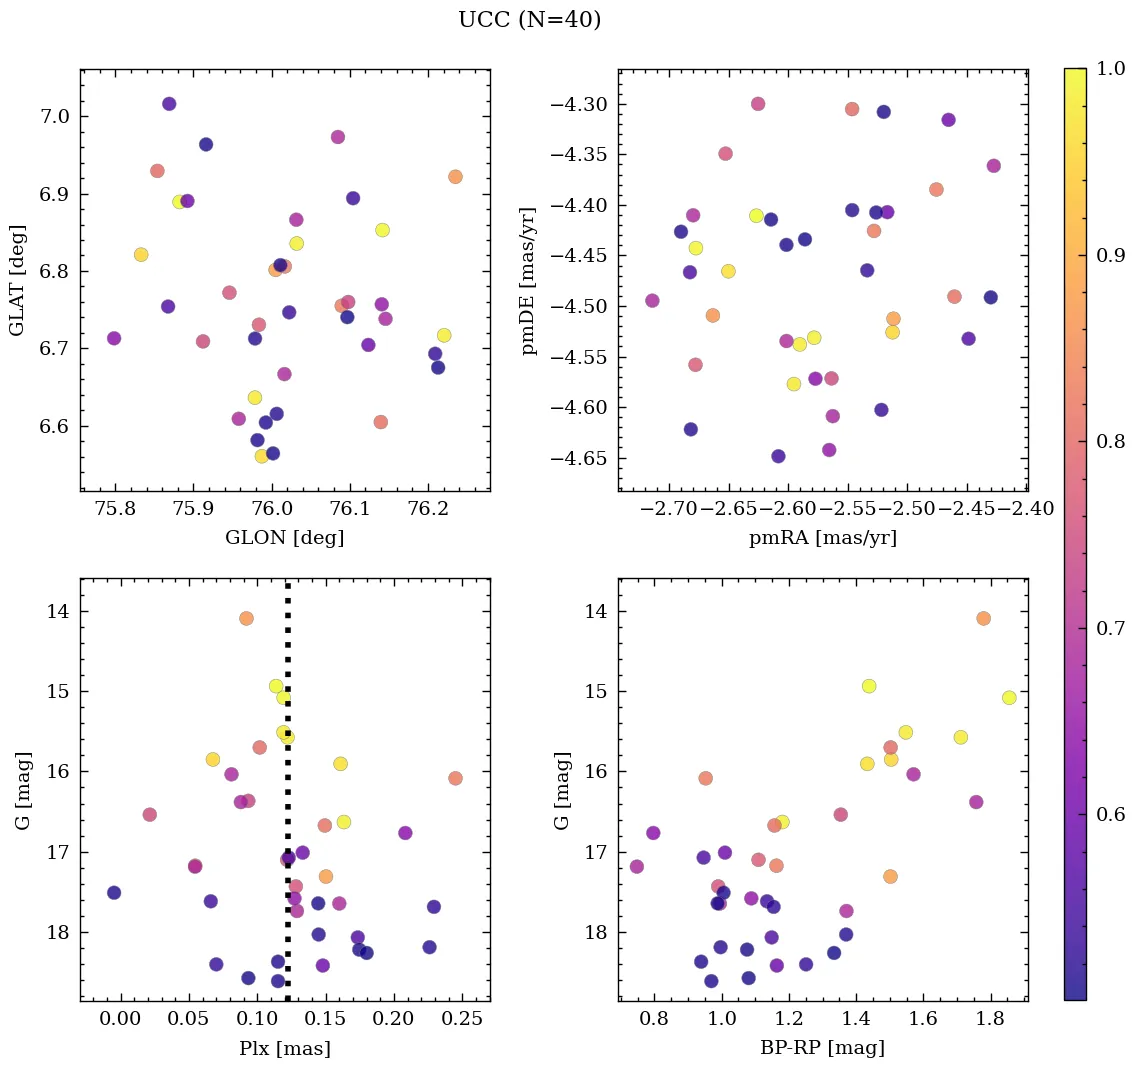 UCC (N=40)
7.0
6.9
6.8
6.7
6.6
GLAT [deg]
75.8 75.9 76.0 76.1 76.2
GLON [deg]
−4.30
−4.35
−4.40
−4.45
−4.50
−4.55
−4.60
−4.65
pmDE [mas/yr]
−2.70 −2.65 −2.60 −2.55 −2.50 −2.45 −2.40
pmRA [mas/yr]
14
15
16
17
18
G [mag]
0.00 0.05 0.10 0.15 0.20 0.25
Plx [mas]
14
15
16
17
18
G [mag]
0.8 1.0 1.2 1.4 1.6 1.8
BP-RP [mag]
1.0
0.9
0.8
0.7
0.6